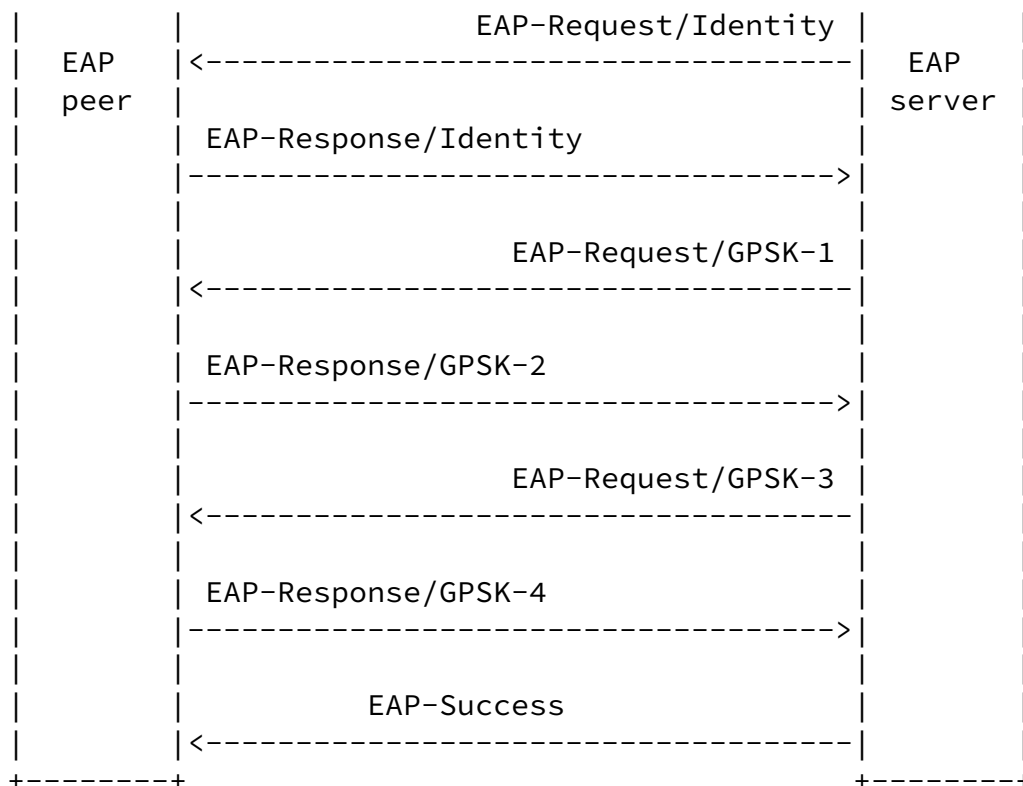 EAP-Request/Identity
EAP EAP
peer server
EAP-Response/Identity
EAP-Request/GPSK-1
EAP-Response/GPSK-2
EAP-Request/GPSK-3
EAP-Response/GPSK-4
EAP-Success